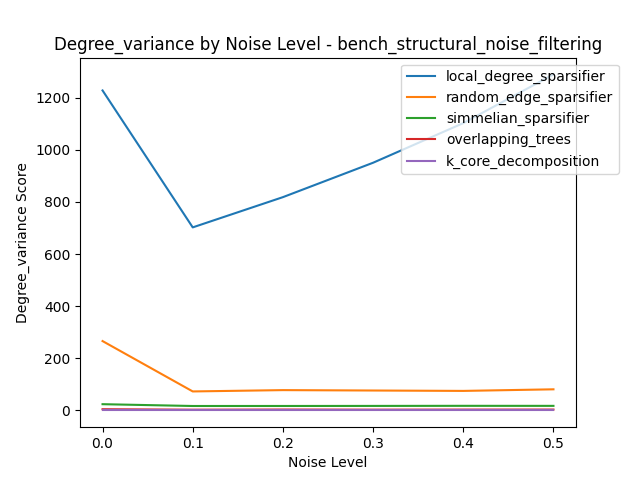 Degree_variance by Noise Level - bench_structural_noise_filtering
local_degree_sparsifier
random_edge_sparsifier
simmelian_sparsifier
overlapping_trees
k_core_decomposition
Degree_variance Score
1200
1000
800
600
400
200
0
0.0 0.1 0.2 0.3 0.4 0.5
Noise Level